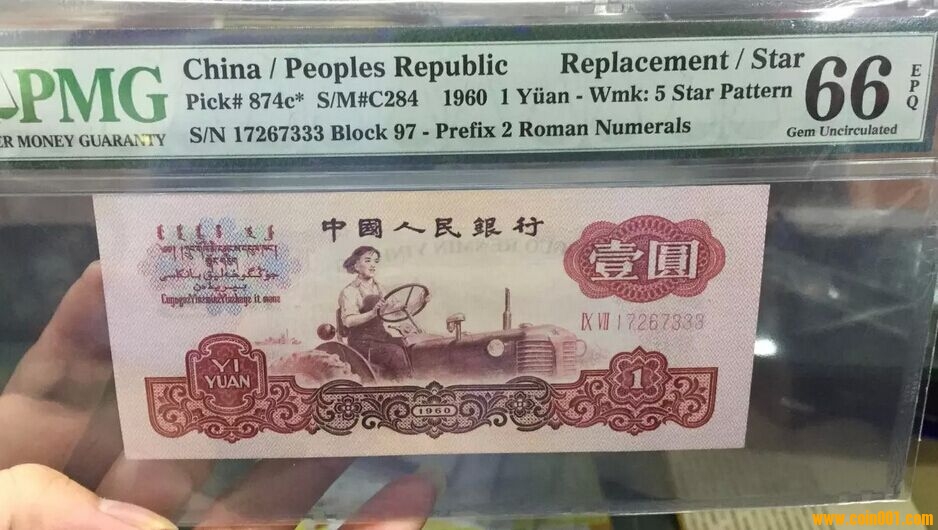 PMG
ER MONEY GUARANTY
China / Peoples Republic
Replacement / Star
Pick# 874c* S/M#C284 1960 1 Yüan - Wmk: 5 Star Pattern
S/N 17267333 Block 97 - Prefix 2 Roman Numerals
66
EPQ
Gem Uncirculated
中國人民銀行
壹圓
IX VII 17267333
YI
YUAN
1960
1
www.coin001.com